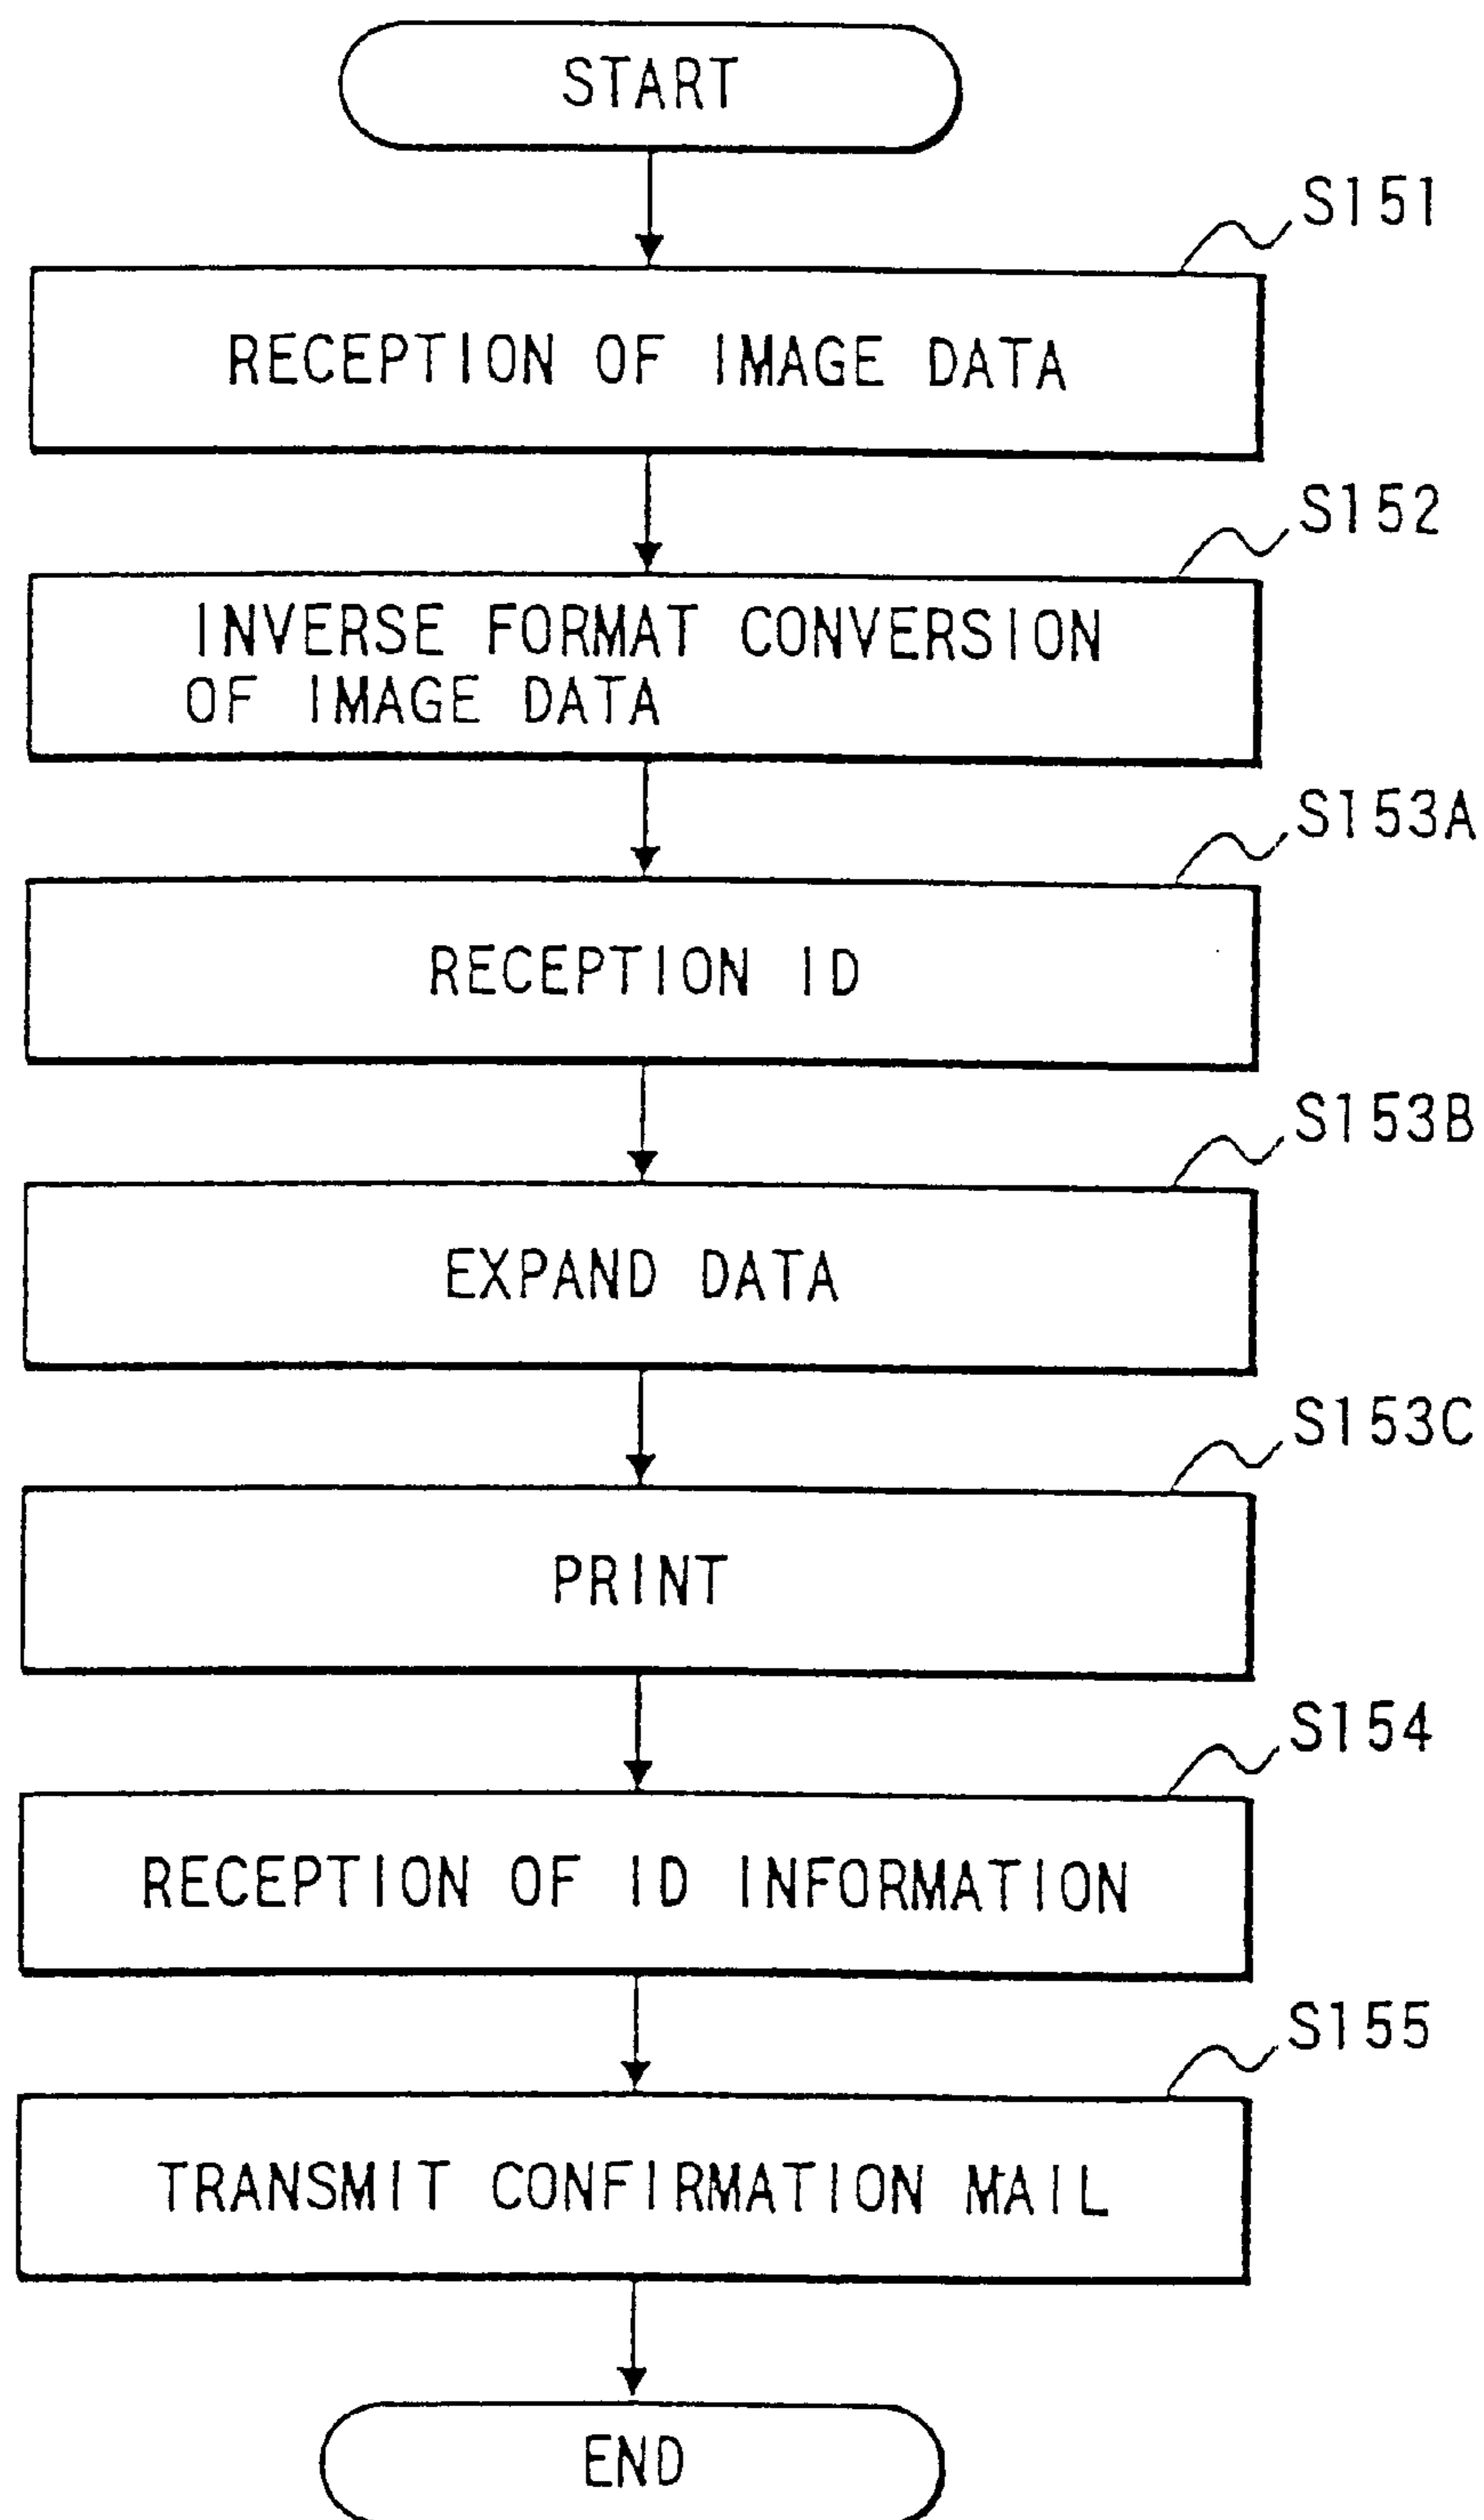 START
S151
RECEPTION OF IMAGE DATA
S152
INVERSE FORMAT CONVERSION
OF IMAGE DATA
S153A
RECEPTION ID
S153B
EXPAND DATA
S153C
PRINT
S154
RECEPTION OF ID INFORMATION
S155
TRANSMIT CONFIRMATION MAIL
END